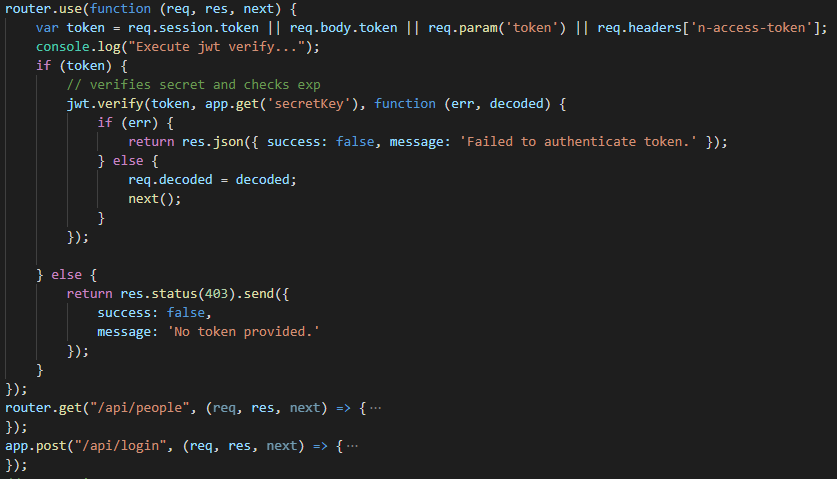 router.use(function (req, res, next) {
    var token = req.session.token || req.body.token || req.param('token') || req.headers['n-access-token'];
    console.log("Execute jwt verify...");
    if (token) {
        // verifies secret and checks exp
        jwt.verify(token, app.get('secretKey'), function (err, decoded) {
            if (err) {
                return res.json({ success: false, message: 'Failed to authenticate token.' });
            } else {
                req.decoded = decoded;
                next();
            }
        });

    } else {
        return res.status(403).send({
            success: false,
            message: 'No token provided.'
        });
    }
});
router.get("/api/people", (req, res, next) => {···
});
app.post("/api/login", (req, res, next) => {···
});